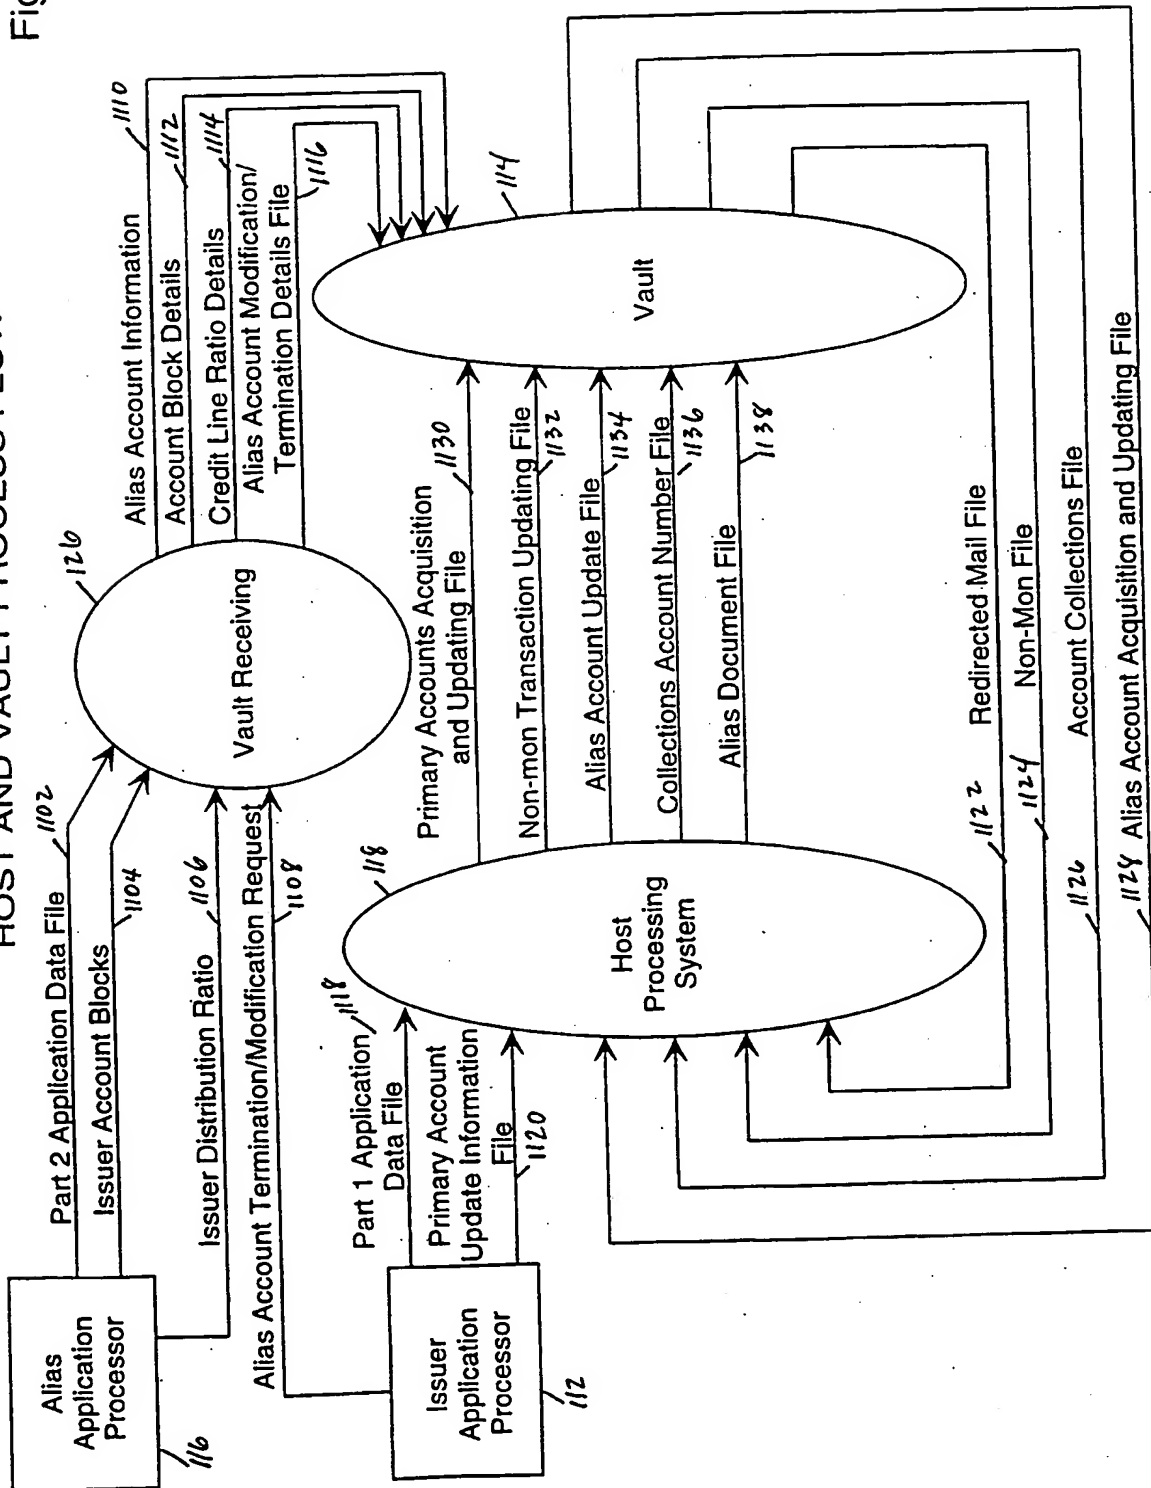 Fig
HOST AND VAULT PROCESS FLOW
Alias
Application
Processor
116
Part 2 Application Data File
1102
Issuer Account Blocks
1104
Issuer Distribution Ratio
1106
Alias Account Termination/Modification Request
1108
Vault Receiving
126
Alias Account Information
1110
Account Block Details
1112
Credit Line Ratio Details
1114
Alias Account Modification/
Termination Details File
1116
Issuer
Application
Processor
112
Part 1 Application
Data File
1118
Primary Account
Update Information
File
1120
Host
Processing
System
118
Primary Accounts Acquisition
and Updating File
1130
Non-mon Transaction Updating File
1132
Alias Account Update File
1134
Collections Account Number File
1136
Alias Document File
1138
Vault
114
1122
Redirected Mail File
1124
Non-Mon File
1126
Account Collections File
1128
Alias Account Acquisition and Updating File